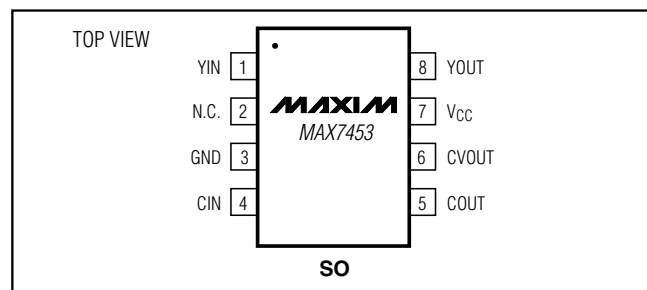 TOP VIEW
YIN 1
8 YOUT
N.C. 2
MAXIM
7 VCC
MAX7453
GND 3
6 CVOUT
CIN 4
5 COUT
SO